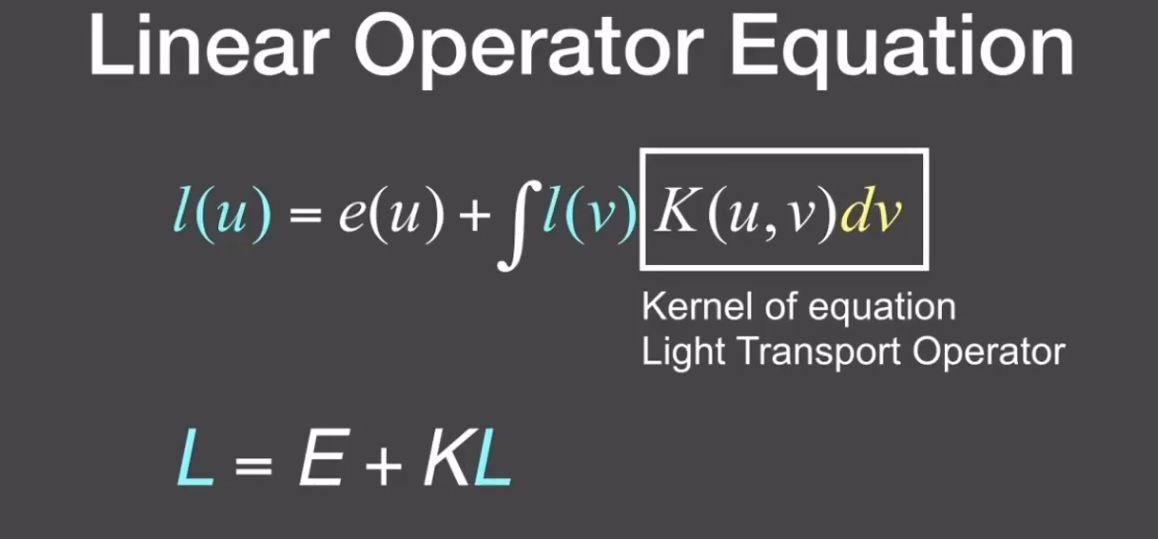 Linear Operator Equation
l(u) = e(u) + ∫l(v) K(u, v)dv
Kernel of equation
Light Transport Operator
L = E + KL